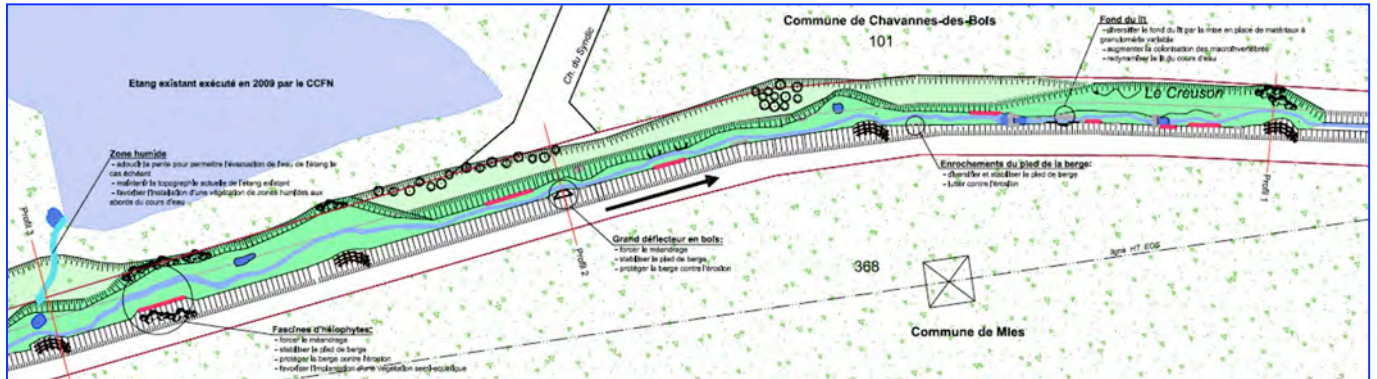 Commune de Chavannes-des-Bois
101
Etang existant exécuté en 2009 par le CCFN
Ch. du Syndic
Fond du lit
- diversifier le fond du lit par la mise en place de matériaux à
granulométrie variable
- augmenter la colonisation des macroinvertébrés
- redynamiser le lit du cours d'eau
Le Creuson
Zone humide
- adoucir la pente pour permettre l'évacuation de l'eau de l'étang le
cas échéant
- maintenir la topographie actuelle de l'etang existant
- favoriser l'installation d'une végétation de zones humides aux
abords du cours d'eau
Enrochements du pied de la berge:
- diversifier et stabiliser le pied de berge
- lutter contre l'érosion
Profil 1
Profil 3
Profil 2
Grand déflecteur en bois:
- forcer le méandrage
- stabiliser le pied de berge
- protéger la berge contre l'érosion
368
ligne HT EOS
Commune de Mies
Fascines d'hélophytes:
- forcer le méandrage
- stabiliser le pied de berge
- protéger la berge contre l'érosion
- favoriser l'implantation d'une végétation semi-aquatique